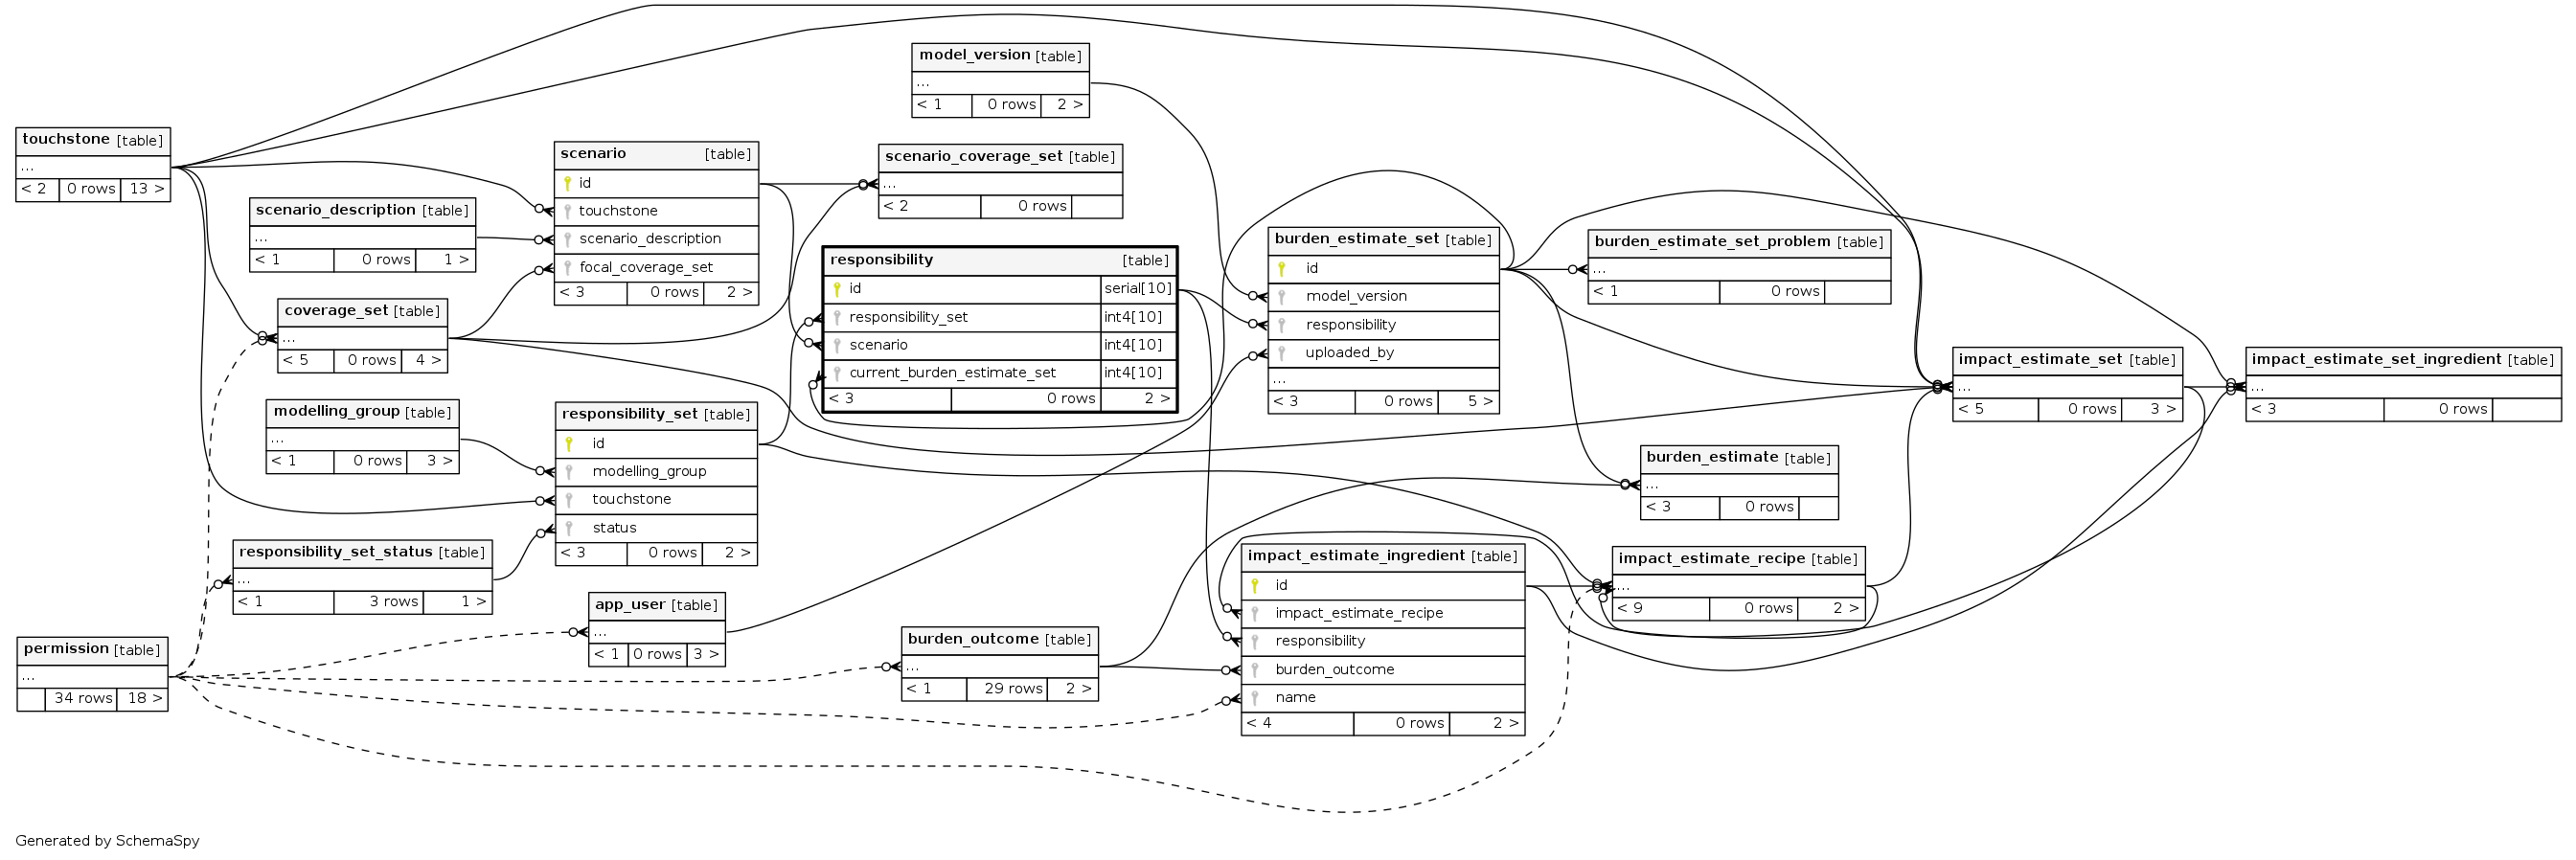 model_version [table]
...
< 1 0 rows 2 >
touchstone [table]
...
< 2 0 rows 13 >
scenario [table]
id
touchstone
scenario_description
focal_coverage_set
< 3 0 rows 2 >
scenario_coverage_set [table]
...
< 2 0 rows
scenario_description [table]
...
< 1 0 rows 1 >
responsibility [table]
id serial[10]
responsibility_set int4[10]
scenario int4[10]
current_burden_estimate_set int4[10]
< 3 0 rows 2 >
burden_estimate_set [table]
id
model_version
responsibility
uploaded_by
...
< 3 0 rows 5 >
burden_estimate_set_problem [table]
...
< 1 0 rows
coverage_set [table]
...
< 5 0 rows 4 >
impact_estimate_set [table]
...
< 5 0 rows 3 >
impact_estimate_set_ingredient [table]
...
< 3 0 rows
modelling_group [table]
...
< 1 0 rows 3 >
responsibility_set [table]
id
modelling_group
touchstone
status
< 3 0 rows 2 >
burden_estimate [table]
...
< 3 0 rows
responsibility_set_status [table]
...
< 1 3 rows 1 >
impact_estimate_ingredient [table]
id
impact_estimate_recipe
responsibility
burden_outcome
name
< 4 0 rows 2 >
impact_estimate_recipe [table]
...
< 9 0 rows 2 >
app_user [table]
...
< 1 0 rows 3 >
burden_outcome [table]
...
< 1 29 rows 2 >
permission [table]
...
34 rows 18 >
Generated by SchemaSpy